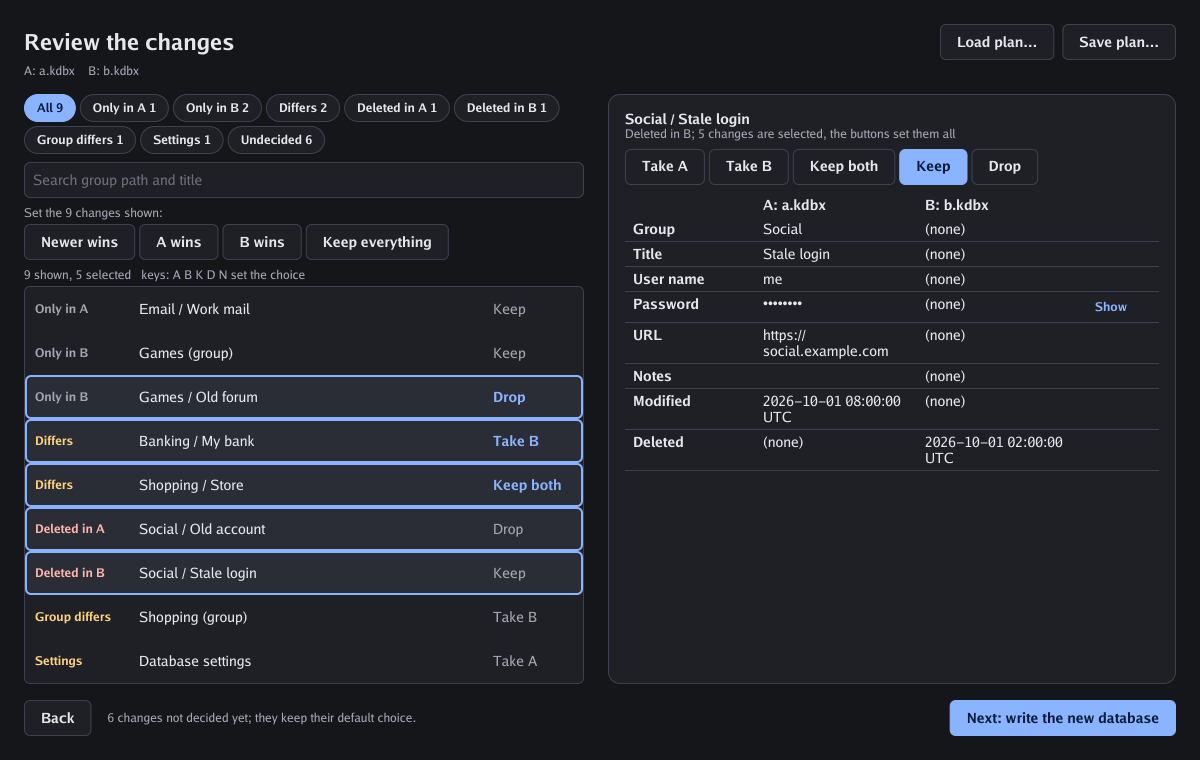 Review the changes
Load plan...
Save plan...
A: a.kdbx B: b.kdbx
All 9
Only in A 1
Only in B 2
Differs 2
Deleted in A 1
Deleted in B 1
Group differs 1
Settings 1
Undecided 6
Search group path and title
Set the 9 changes shown:
Newer wins
A wins
B wins
Keep everything
9 shown, 5 selected keys: A B K D N set the choice
Only in A Email / Work mail Keep
Only in B Games (group) Keep
Only in B Games / Old forum Drop
Differs Banking / My bank Take B
Differs Shopping / Store Keep both
Deleted in A Social / Old account Drop
Deleted in B Social / Stale login Keep
Group differs Shopping (group) Take B
Settings Database settings Take A
Social / Stale login
Deleted in B; 5 changes are selected, the buttons set them all
Take A
Take B
Keep both
Keep
Drop
A: a.kdbx B: b.kdbx
Group Social (none)
Title Stale login (none)
User name me (none)
Password •••••••• (none) Show
URL https:// (none)
social.example.com
Notes (none)
Modified 2026-10-01 08:00:00 (none)
UTC
Deleted (none) 2026-10-01 02:00:00
UTC
Back
6 changes not decided yet; they keep their default choice.
Next: write the new database